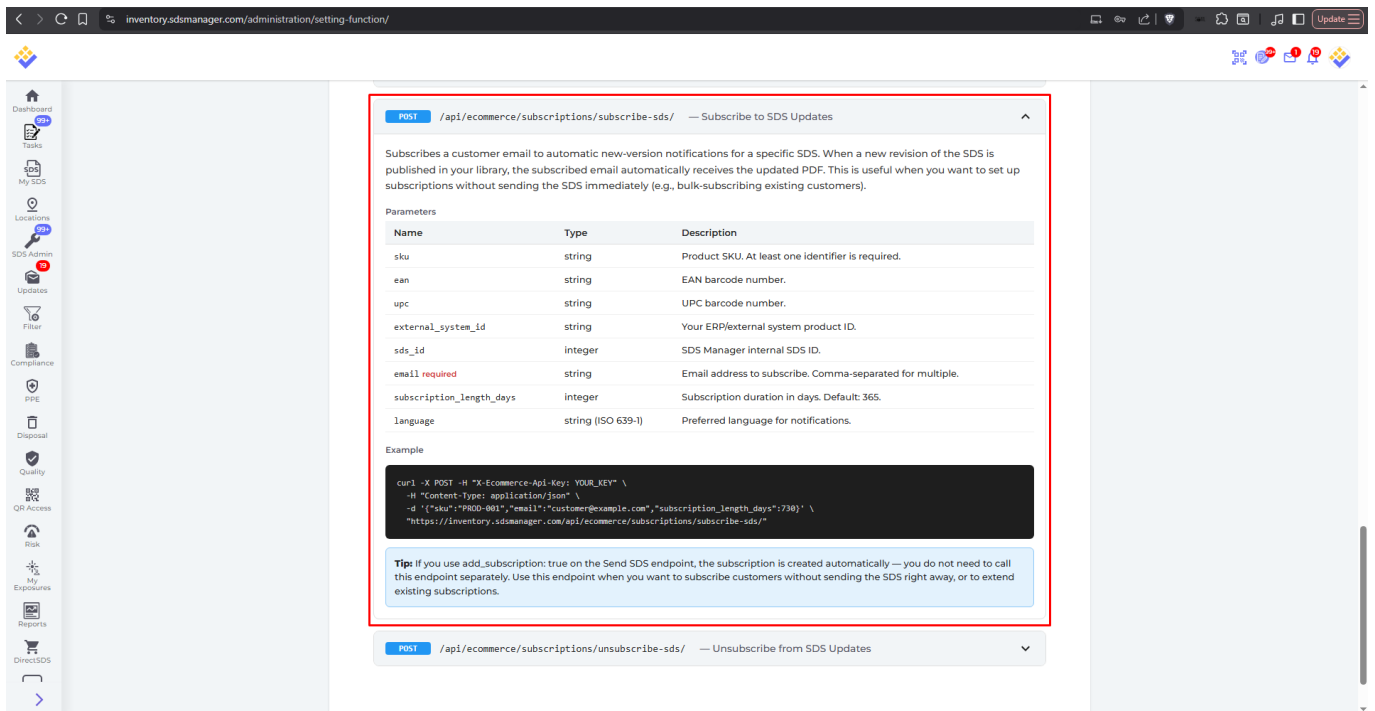 inventory.sdsmanager.com/administration/setting-function/
Update
99+
1
19
Dashboard
99+
Tasks
SDS
My SDS
Locations
99+
SDS Admin
19
Updates
Filter
Compliance
PPE
Disposal
Quality
QR Access
Risk
My
Exposures
Reports
DirectSDS
POST /api/ecommerce/subscriptions/subscribe-sds/ — Subscribe to SDS Updates
Subscribes a customer email to automatic new-version notifications for a specific SDS. When a new revision of the SDS is
published in your library, the subscribed email automatically receives the updated PDF. This is useful when you want to set up
subscriptions without sending the SDS immediately (e.g., bulk-subscribing existing customers).
Parameters
Name Type Description
sku string Product SKU. At least one identifier is required.
ean string EAN barcode number.
upc string UPC barcode number.
external_system_id string Your ERP/external system product ID.
sds_id integer SDS Manager internal SDS ID.
email required string Email address to subscribe. Comma-separated for multiple.
subscription_length_days integer Subscription duration in days. Default: 365.
language string (ISO 639-1) Preferred language for notifications.
Example
curl -X POST -H "X-Ecommerce-Api-Key: YOUR_KEY" \
-H "Content-Type: application/json" \
-d '{"sku":"PROD-001","email":"customer@example.com","subscription_length_days":730}' \
"https://inventory.sdsmanager.com/api/ecommerce/subscriptions/subscribe-sds/"
Tip: If you use add_subscription: true on the Send SDS endpoint, the subscription is created automatically — you do not need to call
this endpoint separately. Use this endpoint when you want to subscribe customers without sending the SDS right away, or to extend
existing subscriptions.
POST /api/ecommerce/subscriptions/unsubscribe-sds/ — Unsubscribe from SDS Updates